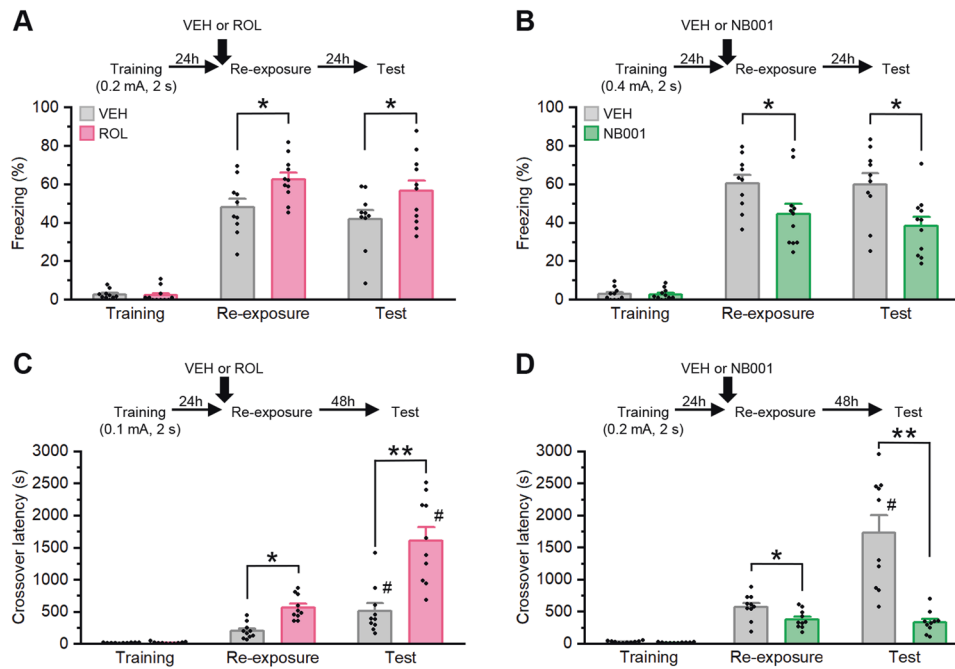 A
VEH or ROL
24h
24h
Training
Re-exposure
Test
(0.2 mA, 2 s)
100
80
60
40
20
0
Freezing (%)
VEH
ROL
*
*
Training
Re-exposure
Test
B
VEH or NB001
24h
24h
Training
Re-exposure
Test
(0.4 mA, 2 s)
100
80
60
40
20
0
Freezing (%)
VEH
NB001
*
*
Training
Re-exposure
Test
C
VEH or ROL
24h
48h
Training
Re-exposure
Test
(0.1 mA, 2 s)
3000
2500
2000
1500
1000
500
0
Crossover latency (s)
*
**
#
#
Training
Re-exposure
Test
D
VEH or NB001
24h
48h
Training
Re-exposure
Test
(0.2 mA, 2 s)
3000
2500
2000
1500
1000
500
0
Crossover latency (s)
*
**
#
Training
Re-exposure
Test